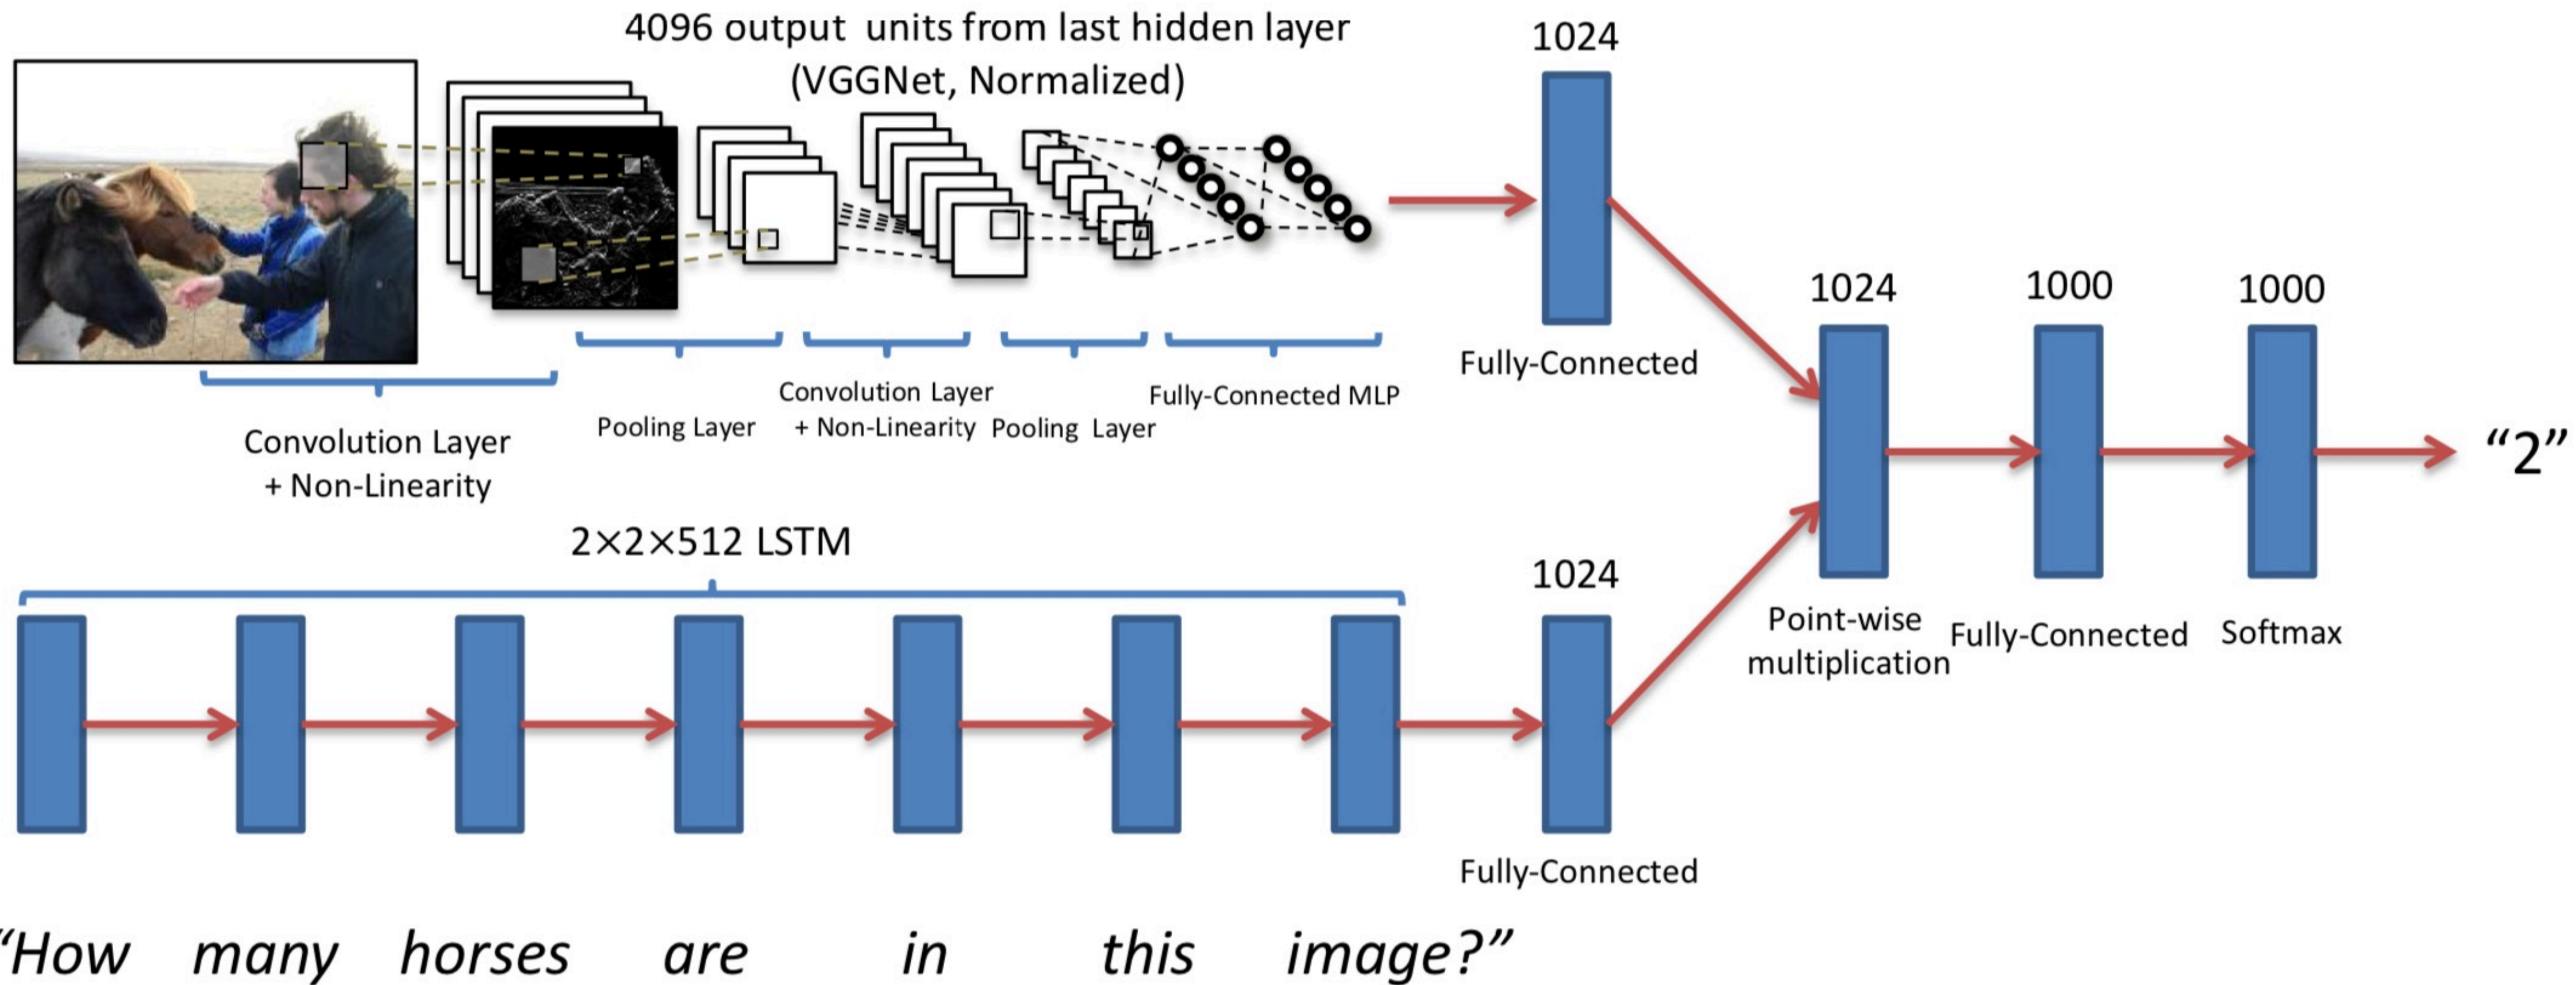 4096 output units from last hidden layer
(VGGNet, Normalized)
1024
Fully-Connected
Convolution Layer
+ Non-Linearity
Pooling Layer
Convolution Layer
+ Non-Linearity
Pooling Layer
Fully-Connected MLP
1024
Point-wise
multiplication
1000
Fully-Connected
1000
Softmax
“2”
2×2×512 LSTM
1024
Fully-Connected
“How many horses are in this image?”